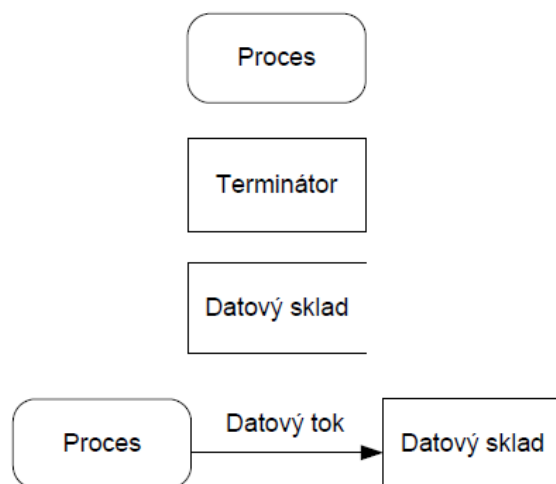 Proces
Terminátor
Datový sklad
Proces
Datový tok
Datový sklad